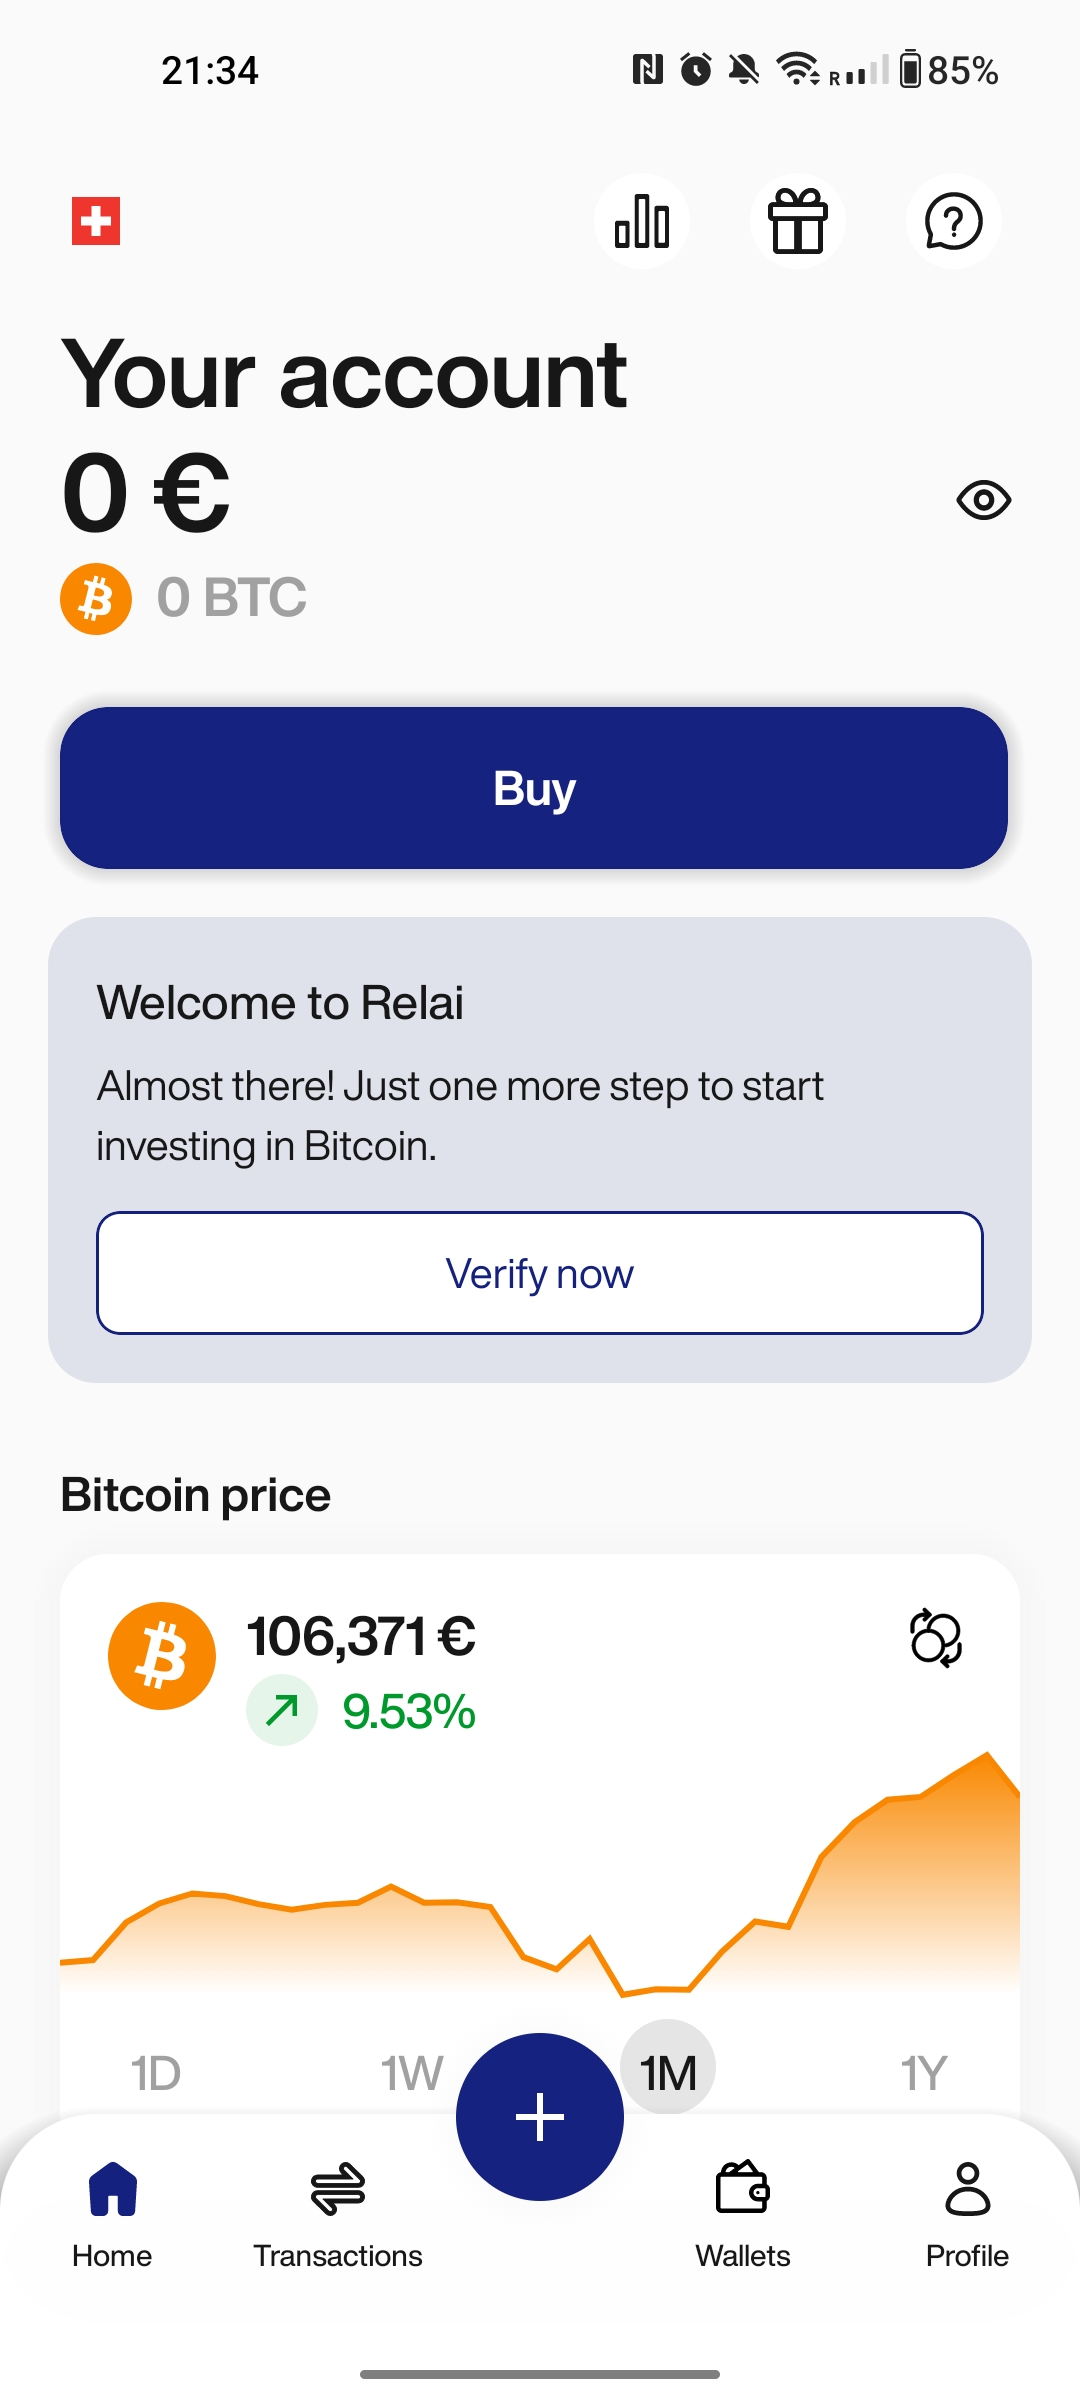 21:34
R 85%
Your account
0 €
0 BTC
Buy
Welcome to Relai
Almost there! Just one more step to start
investing in Bitcoin.
Verify now
Bitcoin price
106,371 €
9.53%
1D 1W 1M 1Y
Home Transactions Wallets Profile